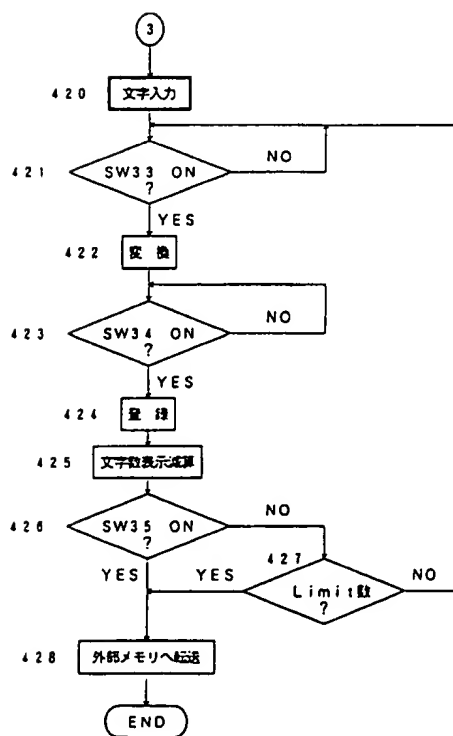 3
420 文字入力
421 SW33 ON ? NO
YES
422 変換
423 SW34 ON ? NO
YES
424 登録
425 文字数表示減算
426 SW35 ON ? NO
YES YES 427 Limit数 ? NO
428 外部メモリへ転送
END